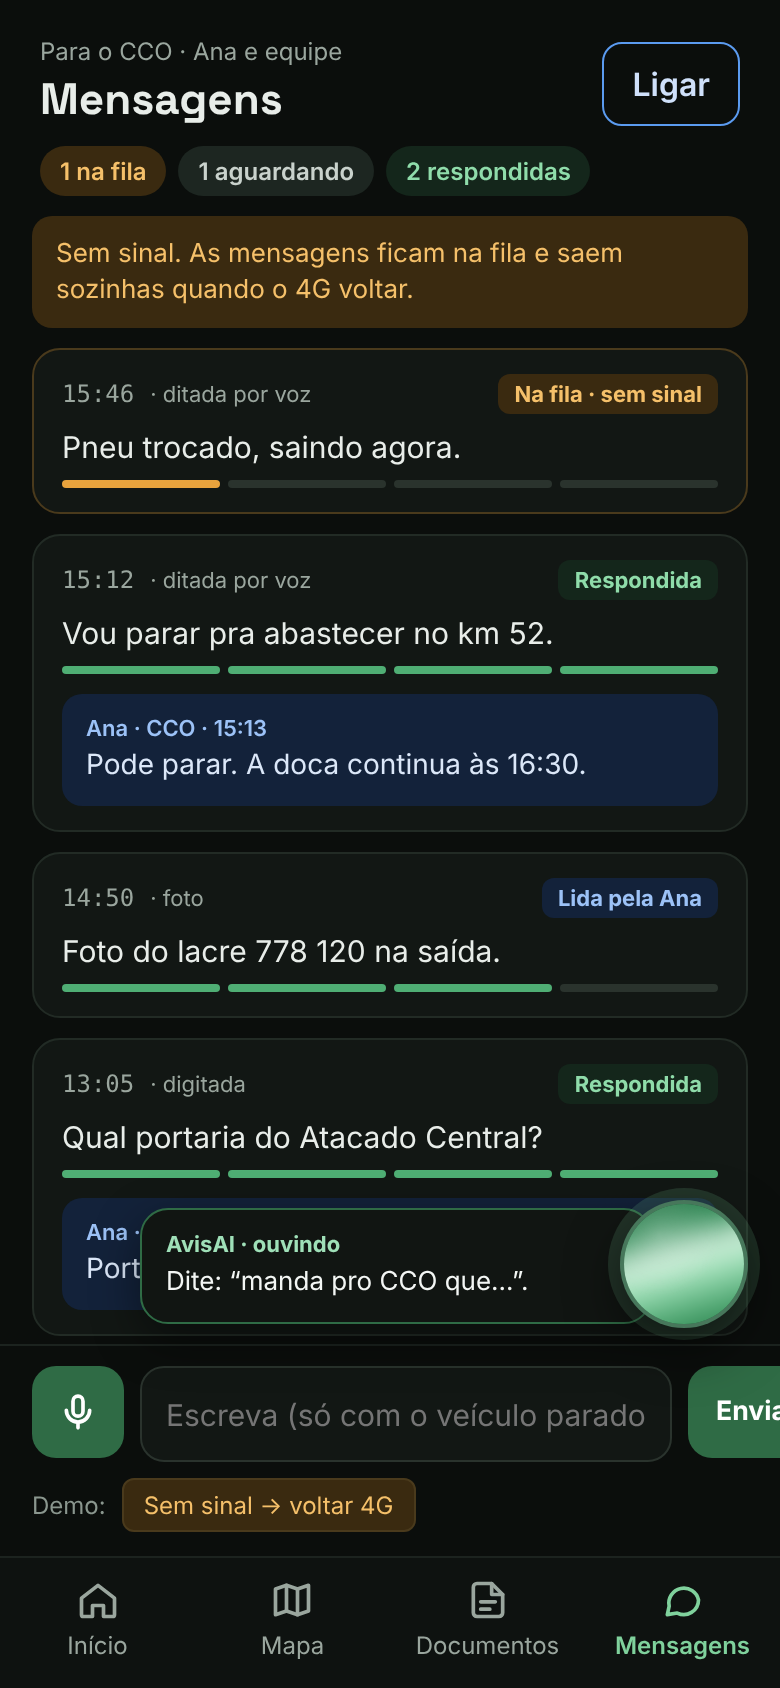 Para o CCO · Ana e equipe
Mensagens
Ligar
1 na fila
1 aguardando
2 respondidas
Sem sinal. As mensagens ficam na fila e saem
sozinhas quando o 4G voltar.
15:46 · ditada por voz
Na fila · sem sinal
Pneu trocado, saindo agora.
15:12 · ditada por voz
Respondida
Vou parar pra abastecer no km 52.
Ana · CCO · 15:13
Pode parar. A doca continua às 16:30.
14:50 · foto
Lida pela Ana
Foto do lacre 778 120 na saída.
13:05 · digitada
Respondida
Qual portaria do Atacado Central?
Ana ·
AvisAI · ouvindo
Dite: “manda pro CCO que...”.
Escreva (só com o veículo parado
Demo:
Sem sinal → voltar 4G
Início
Mapa
Documentos
Mensagens